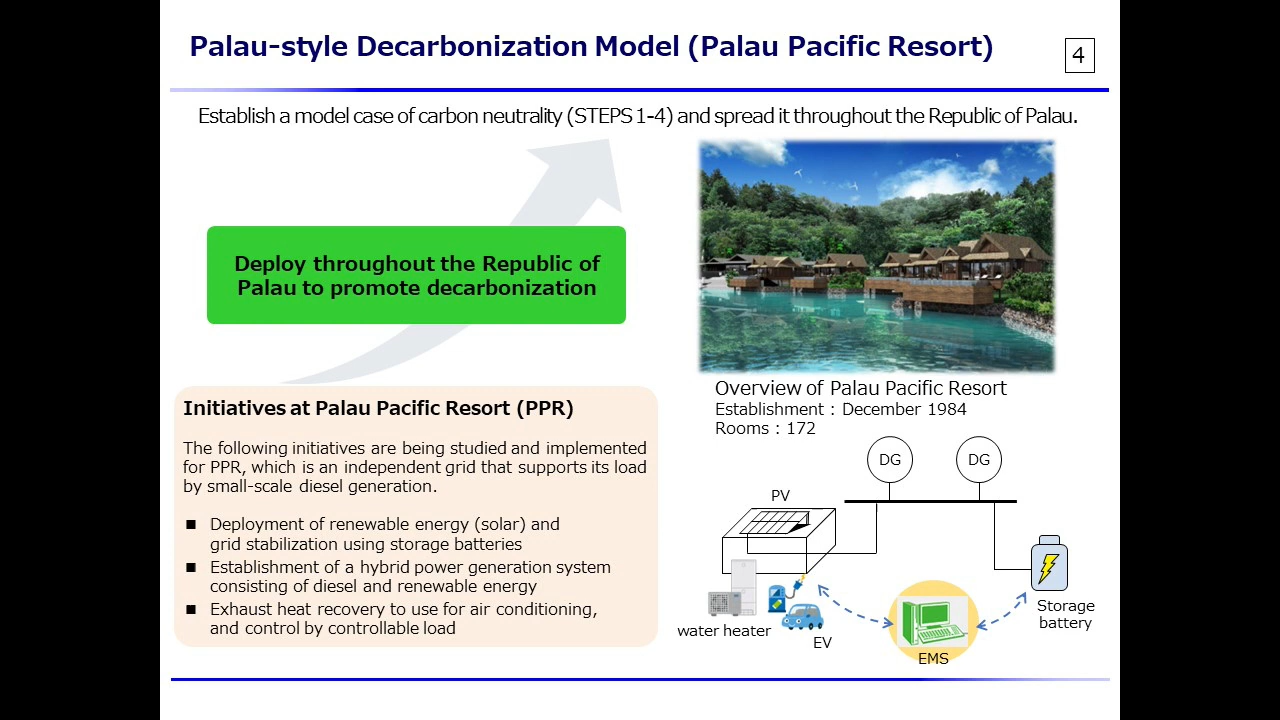 Palau-style Decarbonization Model (Palau Pacific Resort)
4
Establish a model case of carbon neutrality (STEPS 1-4) and spread it throughout the Republic of Palau.
Deploy throughout the Republic of
Palau to promote decarbonization
Initiatives at Palau Pacific Resort (PPR)
The following initiatives are being studied and implemented
for PPR, which is an independent grid that supports its load
by small-scale diesel generation.
■ Deployment of renewable energy (solar) and
grid stabilization using storage batteries
■ Establishment of a hybrid power generation system
consisting of diesel and renewable energy
■ Exhaust heat recovery to use for air conditioning,
and control by controllable load
Overview of Palau Pacific Resort
Establishment : December 1984
Rooms : 172
DG
DG
PV
water heater
EV
EMS
Storage
battery